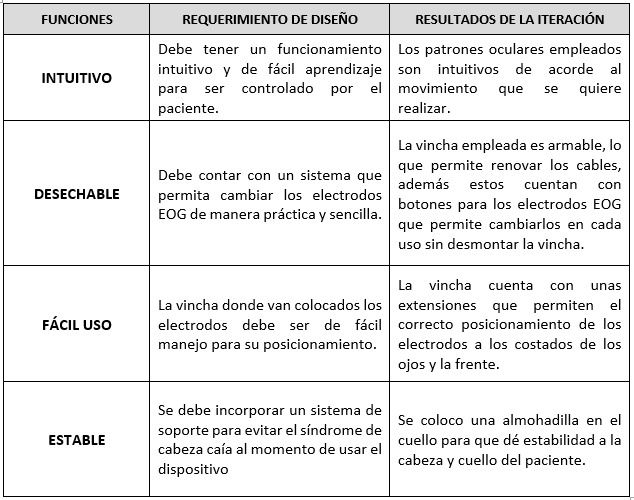 FUNCIONES
REQUERIMIENTO DE DISEÑO
RESULTADOS DE LA ITERACIÓN
INTUITIVO
Debe tener un funcionamiento
intuitivo y de fácil aprendizaje
para ser controlado por el
paciente.
Los patrones oculares empleados
son intuitivos de acorde al
movimiento que se quiere
realizar.
DESECHABLE
Debe contar con un sistema que
permita cambiar los electrodos
EOG de manera práctica y sencilla.
La vincha empleada es armable, lo
que permite renovar los cables,
además estos cuentan con
botones para los electrodos EOG
que permite cambiarlos en cada
uso sin desmontar la vincha.
FÁCIL USO
La vincha donde van colocados los
electrodos debe ser de fácil
manejo para su posicionamiento.
La vincha cuenta con unas
extensiones que permiten el
correcto posicionamiento de los
electrodos a los costados de los
ojos y la frente.
ESTABLE
Se debe incorporar un sistema de
soporte para evitar el síndrome de
cabeza caía al momento de usar el
dispositivo
Se coloco una almohadilla en el
cuello para que dé estabilidad a la
cabeza y cuello del paciente.